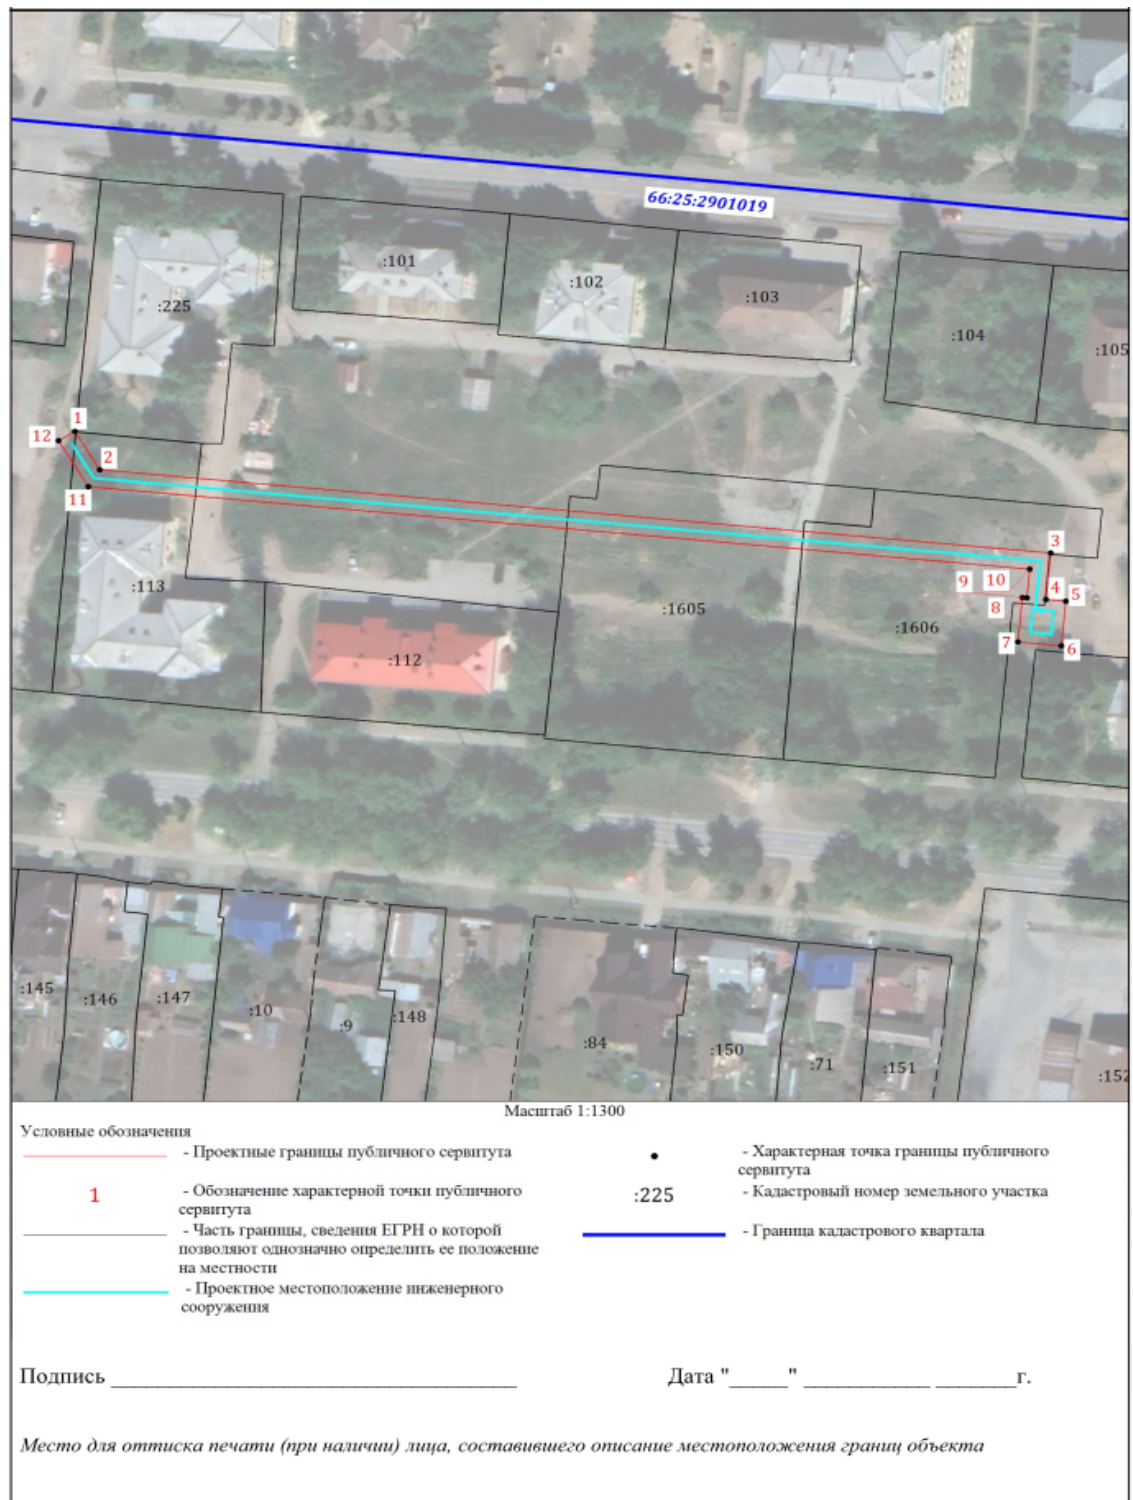 66:25:2901019
:101
:102
:103
:225
:104
:105
1
12
2
11
3
10
9
4
5
8
7
6
:113
:1605
:1606
:112
:145
:146
:147
:10
:9
:148
:84
:150
:71
:151
:152
Масштаб 1:1300
Условные обозначения
- Проектные границы публичного сервитута
- Характерная точка границы публичного
сервитута
1
- Обозначение характерной точки публичного
сервитута
:225
- Кадастровый номер земельного участка
- Часть границы, сведения ЕГРН о которой
позволяют однозначно определить ее положение
на местности
- Граница кадастрового квартала
- Проектное местоположение инженерного
сооружения
Подпись ____________________ Дата "_____" ____________ _______г.
Место для оттиска печати (при наличии) лица, составившего описание местоположения границ объекта